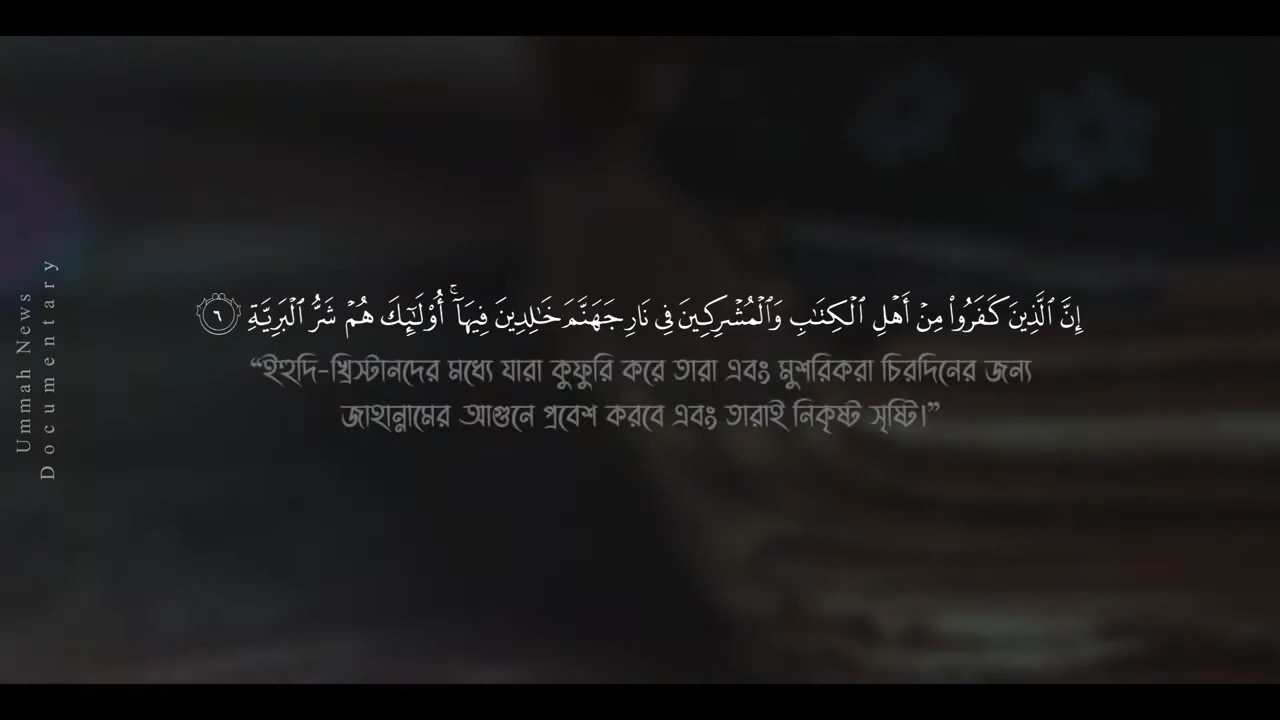 إِنَّ ٱلَّذِينَ كَفَرُوا۟ مِنْ أَهْلِ ٱلْكِتَٰبِ وَٱلْمُشْرِكِينَ فِى نَارِ جَهَنَّمَ خَٰلِدِينَ فِيهَآ ۚ أُو۟لَٰٓئِكَ هُمْ شَرُّ ٱلْبَرِيَّةِ ٦
“ইহুদি-খ্রিস্টানদের মধ্যে যারা কুফুরি করে তারা এবং মুশরিকরা চিরদিনের জন্য
জাহান্নামের আগুনে প্রবেশ করবে এবং তারাই নিকৃষ্ট সৃষ্টি।”
Ummah News
Documentary